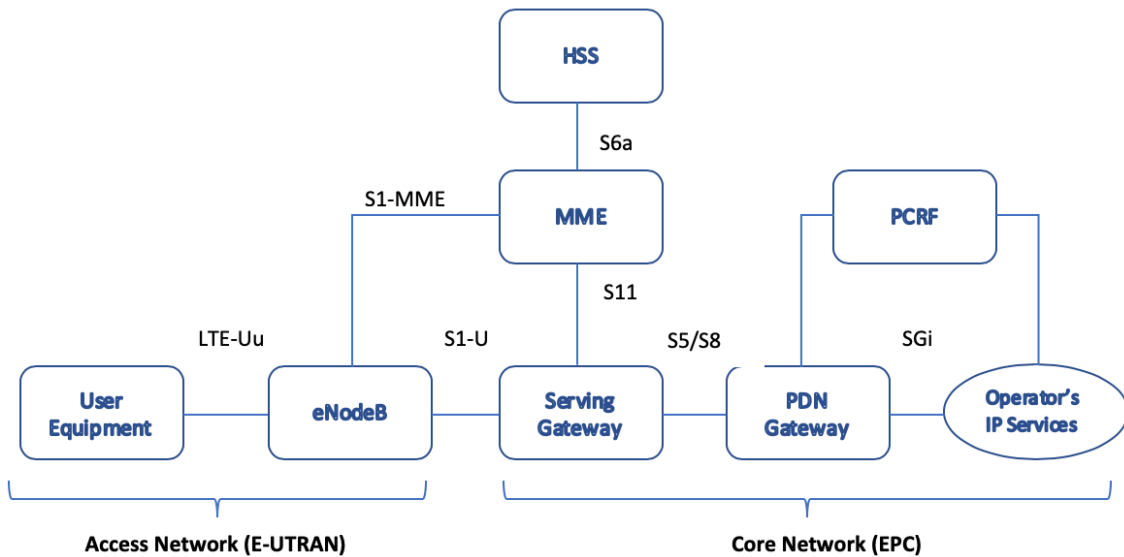 HSS
S6a
S1-MME
MME
PCRF
S11
LTE-Uu
S1-U
S5/S8
SGi
User
Equipment
eNodeB
Serving
Gateway
PDN
Gateway
Operator's
IP Services
Access Network (E-UTRAN)
Core Network (EPC)